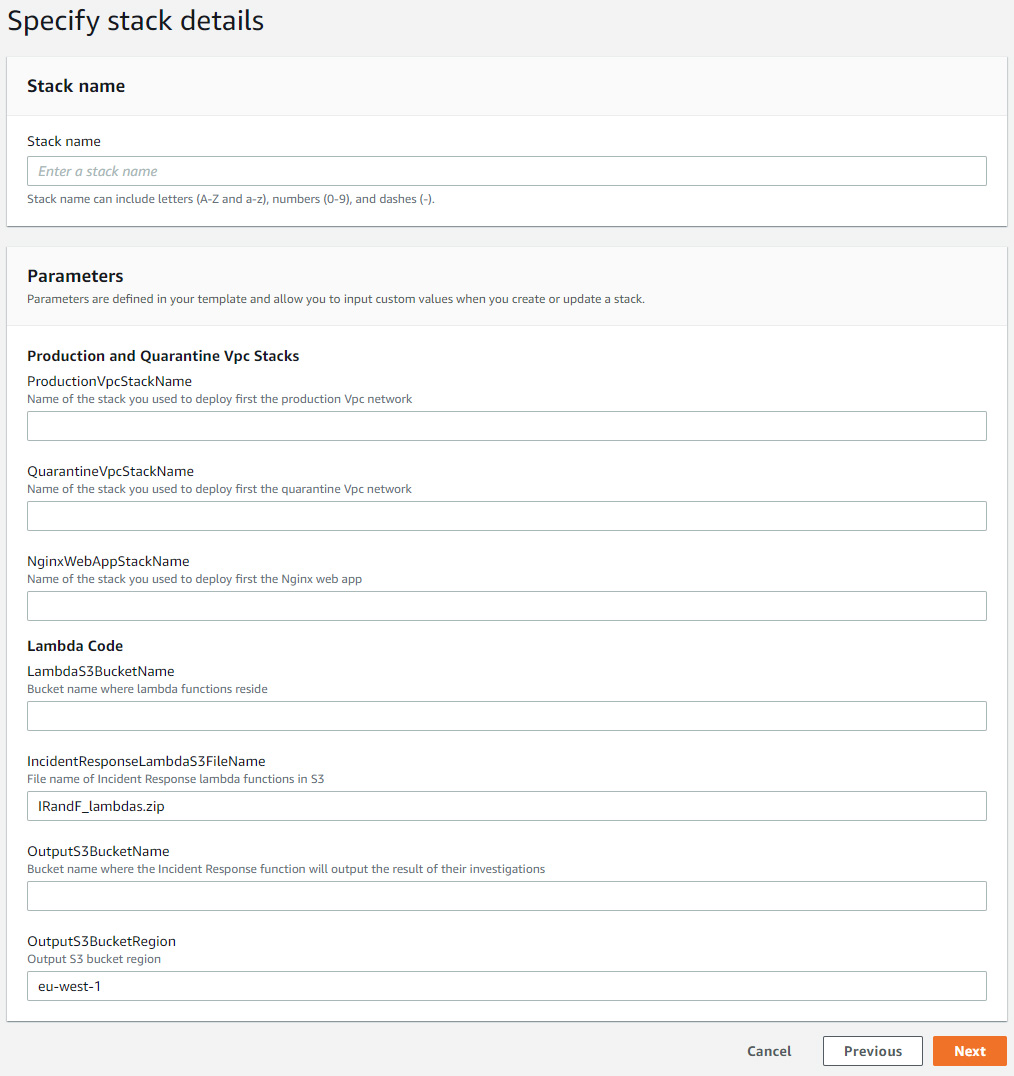 Specify stack details
Stack name
Stack name
Enter a stack name
Stack name can include letters (A-Z and a-z), numbers (0-9), and dashes (-).
Parameters
Parameters are defined in your template and allow you to input custom values when you create or update a stack.
Production and Quarantine Vpc Stacks
ProductionVpcStackName
Name of the stack you used to deploy first the production Vpc network
QuarantineVpcStackName
Name of the stack you used to deploy first the quarantine Vpc network
NginxWebAppStackName
Name of the stack you used to deploy first the Nginx web app
Lambda Code
LambdaS3BucketName
Bucket name where lambda functions reside
IncidentResponseLambdaS3FileName
File name of Incident Response lambda functions in S3
IRandF_lambdas.zip
OutputS3BucketName
Bucket name where the Incident Response function will output the result of their investigations
OutputS3BucketRegion
Output S3 bucket region
eu-west-1
Cancel Previous Next